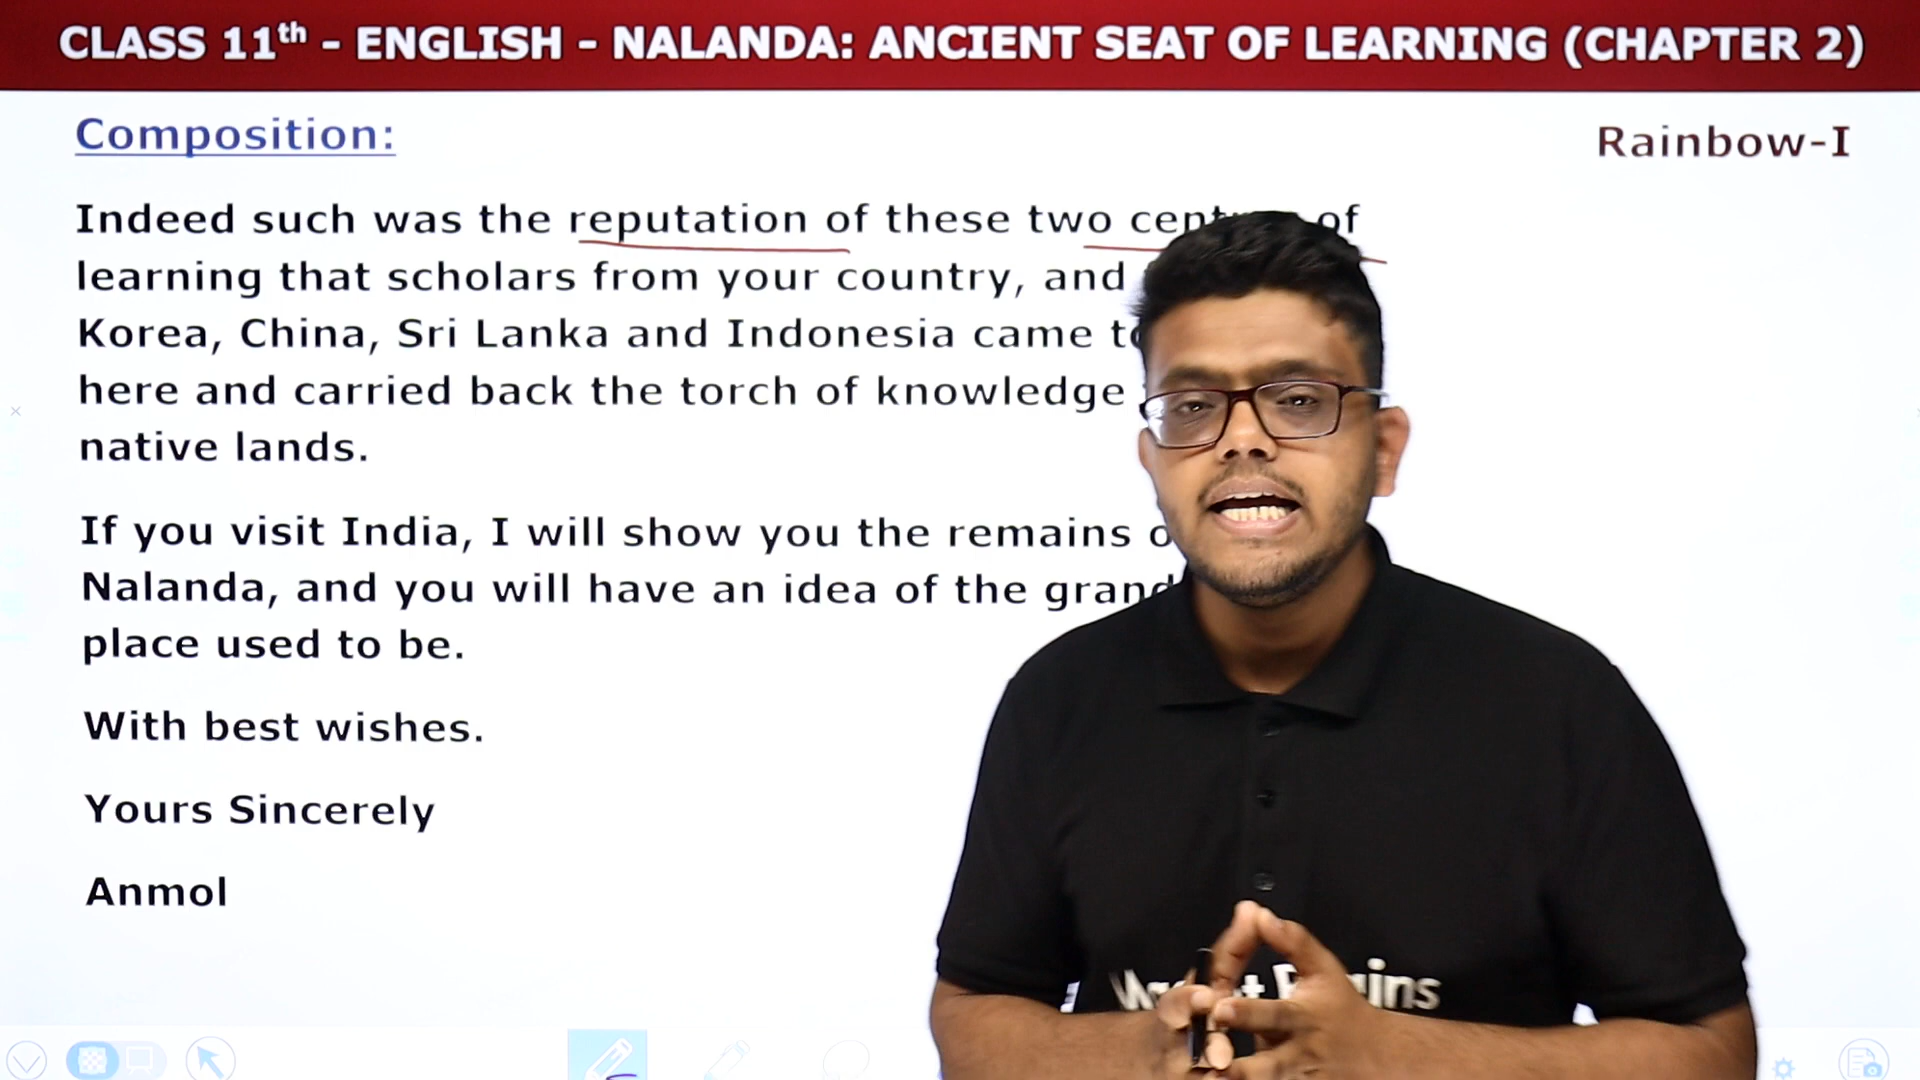 CLASS 11th - ENGLISH - NALANDA: ANCIENT SEAT OF LEARNING (CHAPTER 2)
Composition:
Rainbow-I
Indeed such was the reputation of these two of
learning that scholars from your country, and
Korea, China, Sri Lanka and Indonesia came
here and carried back the torch of knowledge
native lands.
If you visit India, I will show you the remains
Nalanda, and you will have an idea of the
place used to be.
With best wishes.
Yours Sincerely
Anmol